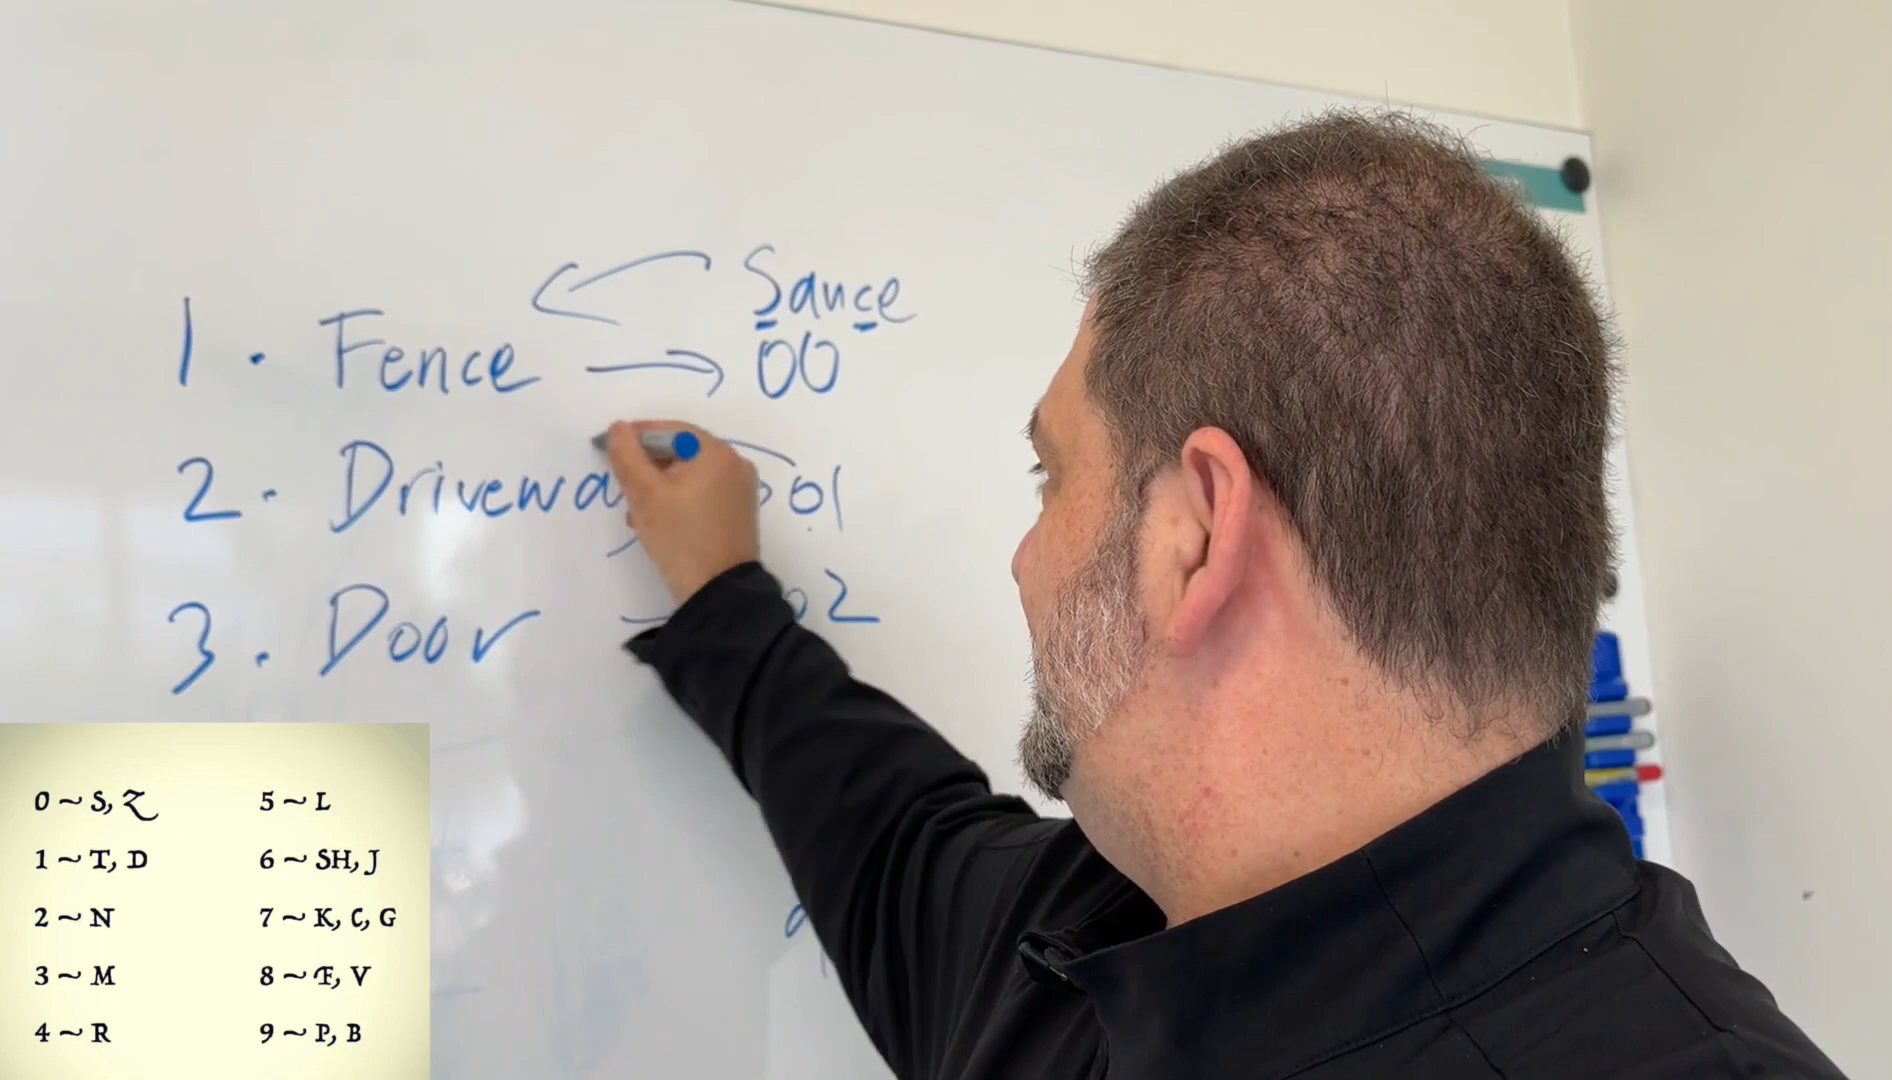 Sauce
1. Fence → 00
2. Driveway 01
3. Door 02
0 ~ S, Z
1 ~ T, D
2 ~ N
3 ~ M
4 ~ R
5 ~ L
6 ~ SH, J
7 ~ K, C, G
8 ~ F, V
9 ~ P, B